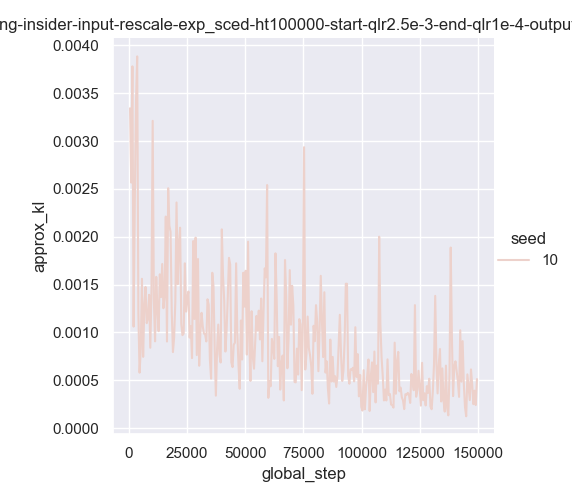 ng-insider-input-rescale-exp_sced-ht100000-start-qlr2.5e-3-end-qlr1e-4-output
0.0040
0.0035
0.0030
0.0025
0.0020
0.0015
0.0010
0.0005
0.0000
approx_kl
0 25000 50000 75000 100000 125000 150000
global_step
seed
10